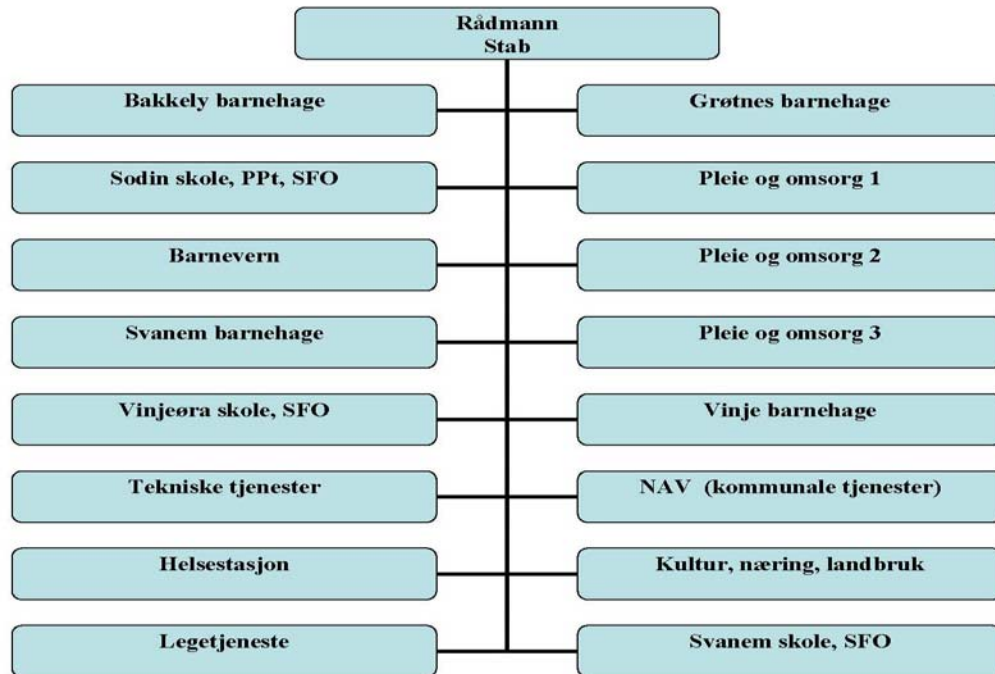 Rådmann
Stab
Bakkely barnehage
Grøtnes barnehage
Sodin skole, PPt, SFO
Pleie og omsorg 1
Barnevern
Pleie og omsorg 2
Svanem barnehage
Pleie og omsorg 3
Vinjeøra skole, SFO
Vinje barnehage
Tekniske tjenester
NAV (kommunale tjenester)
Helsestasjon
Kultur, næring, landbruk
Legetjeneste
Svanem skole, SFO